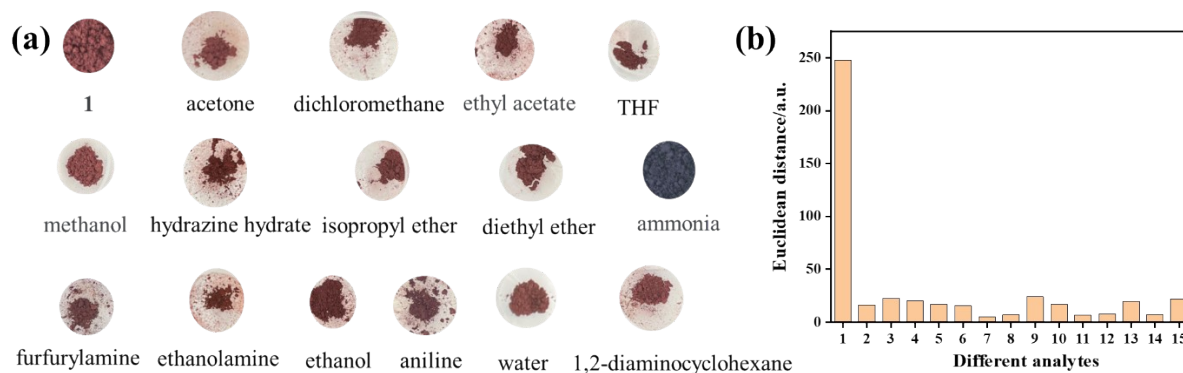 (a)
1 acetone dichloromethane ethyl acetate THF
methanol hydrazine hydrate isopropyl ether diethyl ether ammonia
furfurylamine ethanolamine ethanol aniline water 1,2-diaminocyclohexane
(b)
Euclidean distance/a.u.
250
200
150
100
50
0
1 2 3 4 5 6 7 8 9 10 11 12 13 14 15
Different analytes